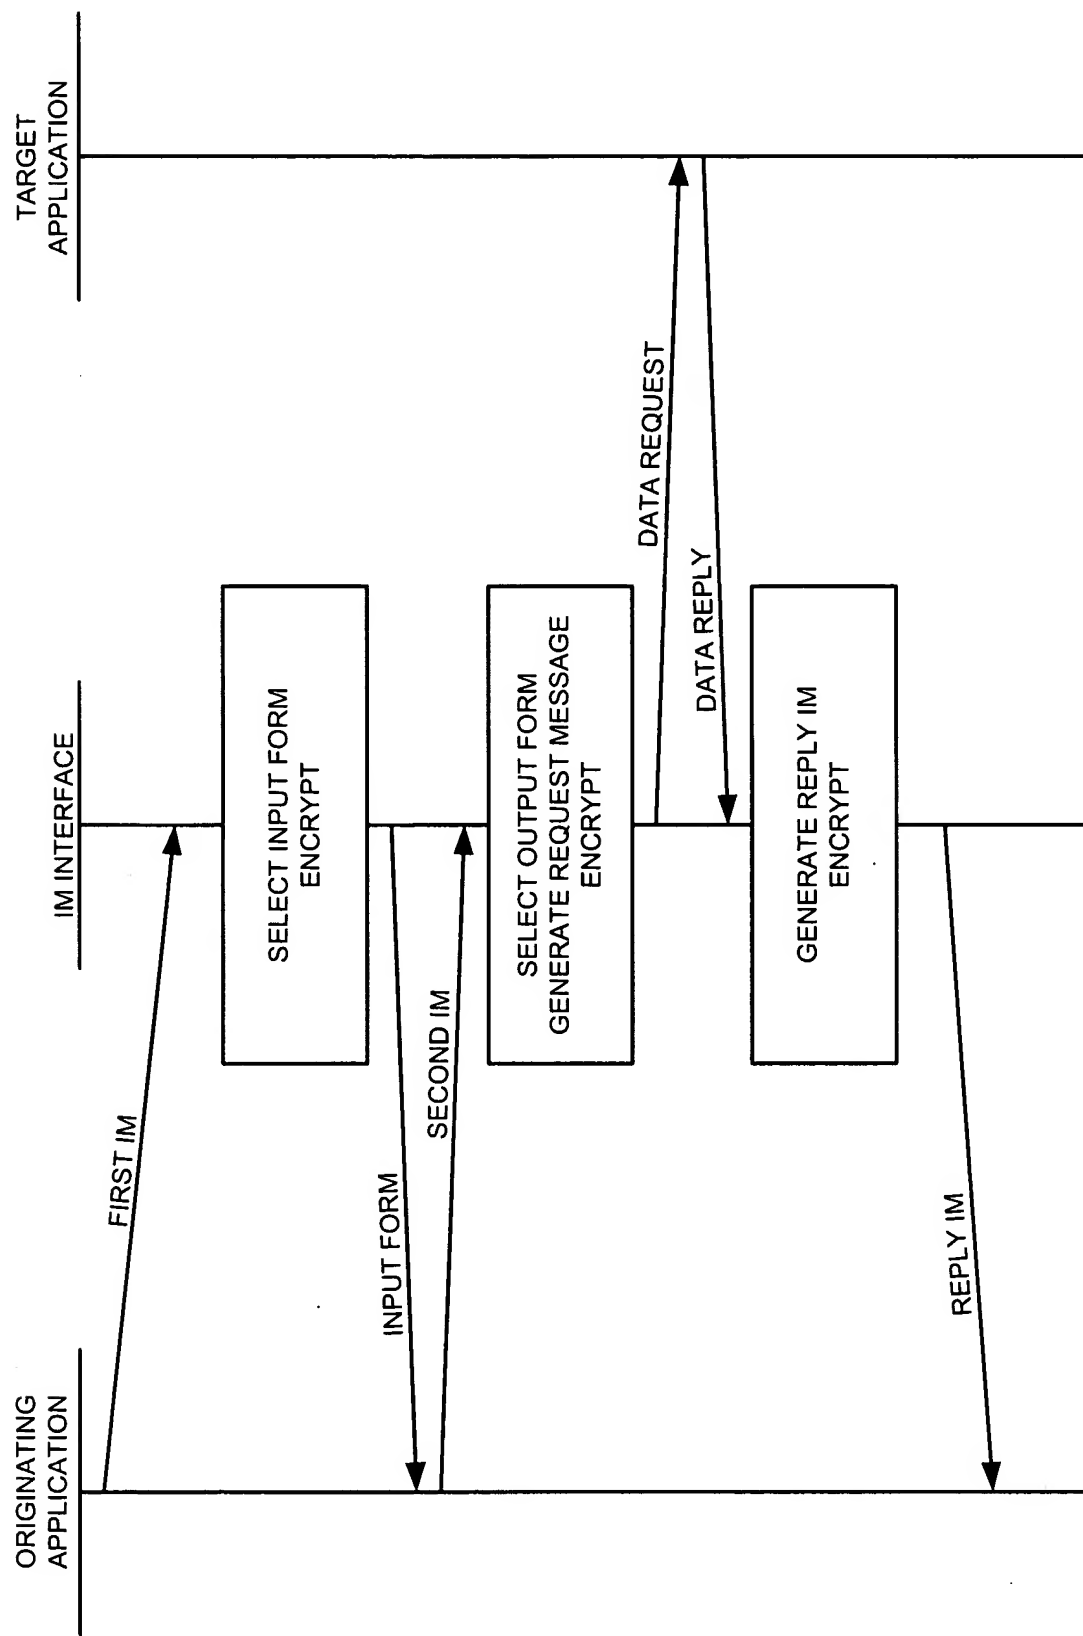 ORIGINATING
APPLICATION
IM INTERFACE
TARGET
APPLICATION
FIRST IM
SELECT INPUT FORM
ENCRYPT
INPUT FORM
SECOND IM
SELECT OUTPUT FORM
GENERATE REQUEST MESSAGE
ENCRYPT
DATA REQUEST
DATA REPLY
GENERATE REPLY IM
ENCRYPT
REPLY IM